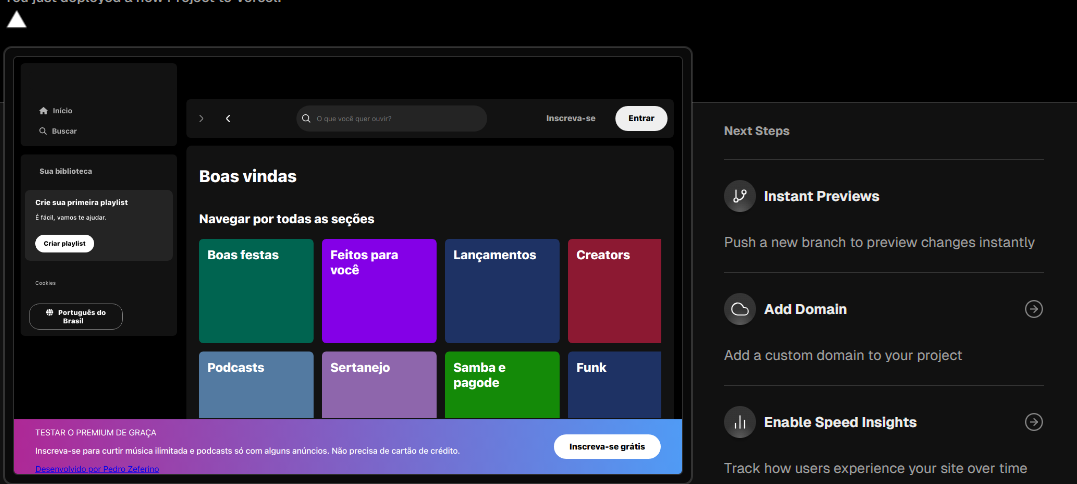 You just deployed a new Project to Vercel.
Início
Buscar
Sua biblioteca
Crie sua primeira playlist
É fácil, vamos te ajudar.
Criar playlist
Cookies
Português do
Brasil
O que você quer ouvir?
Inscreva-se
Entrar
Boas vindas
Navegar por todas as seções
Boas festas
Feitos para
você
Lançamentos
Creators
Podcasts
Sertanejo
Samba e
pagode
Funk
TESTAR O PREMIUM DE GRAÇA
Inscreva-se para curtir música ilimitada e podcasts só com alguns anúncios. Não precisa de cartão de crédito.
Inscreva-se grátis
Desenvolvido por Pedro Zeferino
Next Steps
Instant Previews
Push a new branch to preview changes instantly
Add Domain
Add a custom domain to your project
Enable Speed Insights
Track how users experience your site over time